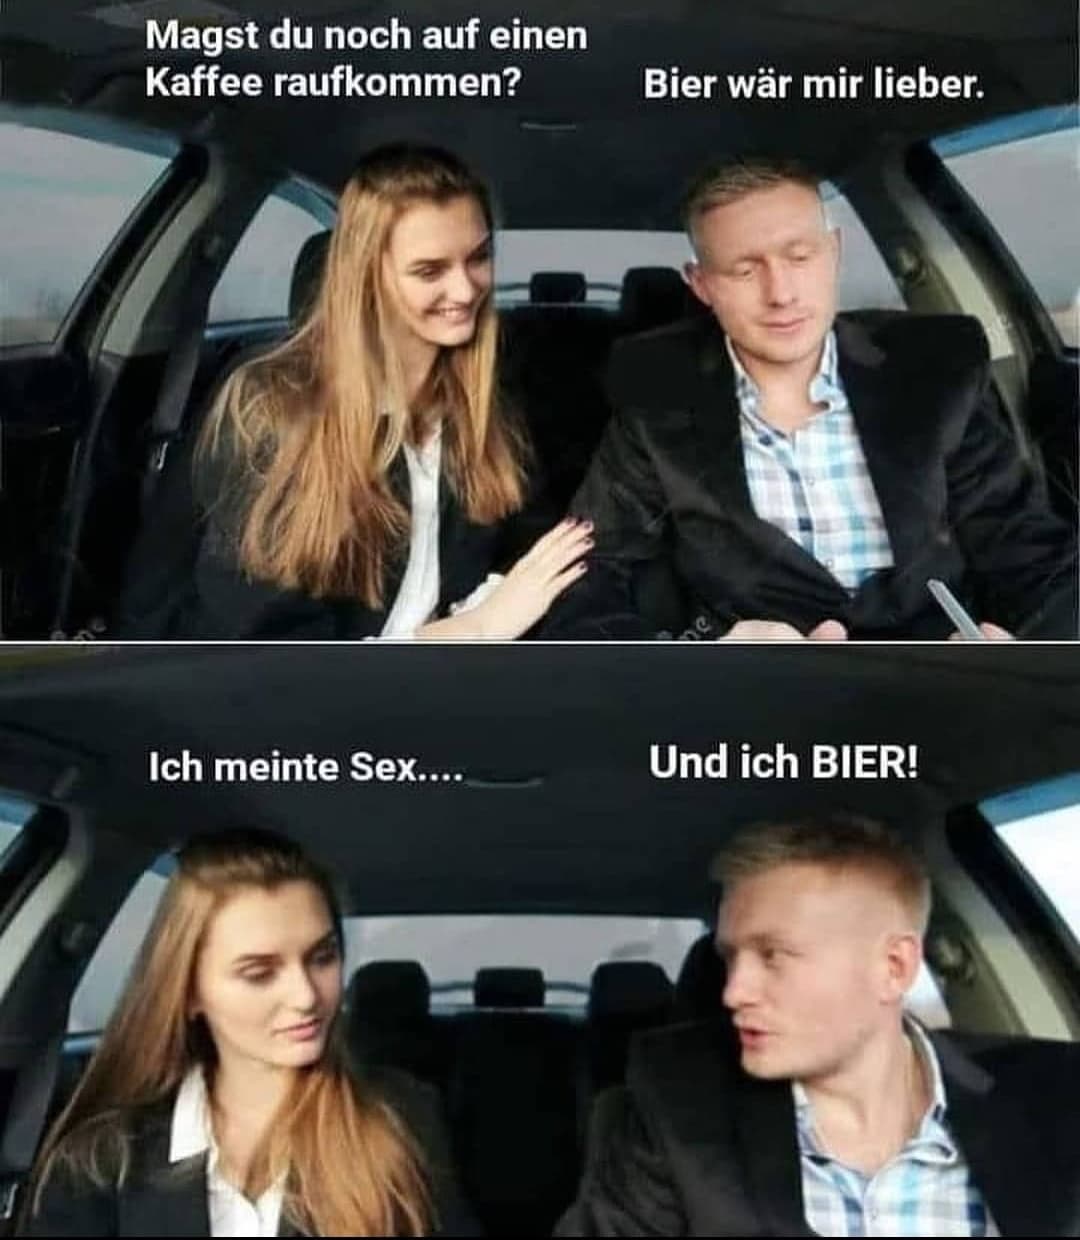 Magst du noch auf einen
Kaffee raufkommen?
Bier wär mir lieber.
Ich meinte Sex....
Und ich BIER!